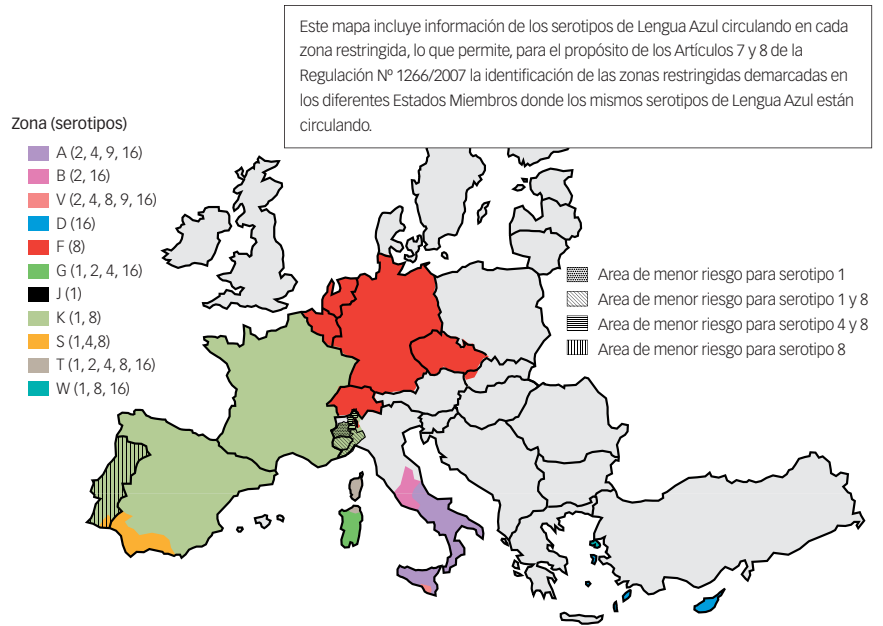 Este mapa incluye información de los serotipos de Lengua Azul circulando en cada
zona restringida, lo que permite, para el propósito de los Artículos 7 y 8 de la
Regulación Nº 1266/2007 la identificación de las zonas restringidas demarcadas en
los diferentes Estados Miembros donde los mismos serotipos de Lengua Azul están
circulando.
Zona (serotipos)
A (2, 4, 9, 16)
B (2, 16)
V (2, 4, 8, 9, 16)
D (16)
F (8)
G (1, 2, 4, 16)
J (1)
K (1, 8)
S (1,4,8)
T (1, 2, 4, 8, 16)
W (1, 8, 16)
Area de menor riesgo para serotipo 1
Area de menor riesgo para serotipo 1 y 8
Area de menor riesgo para serotipo 4 y 8
Area de menor riesgo para serotipo 8